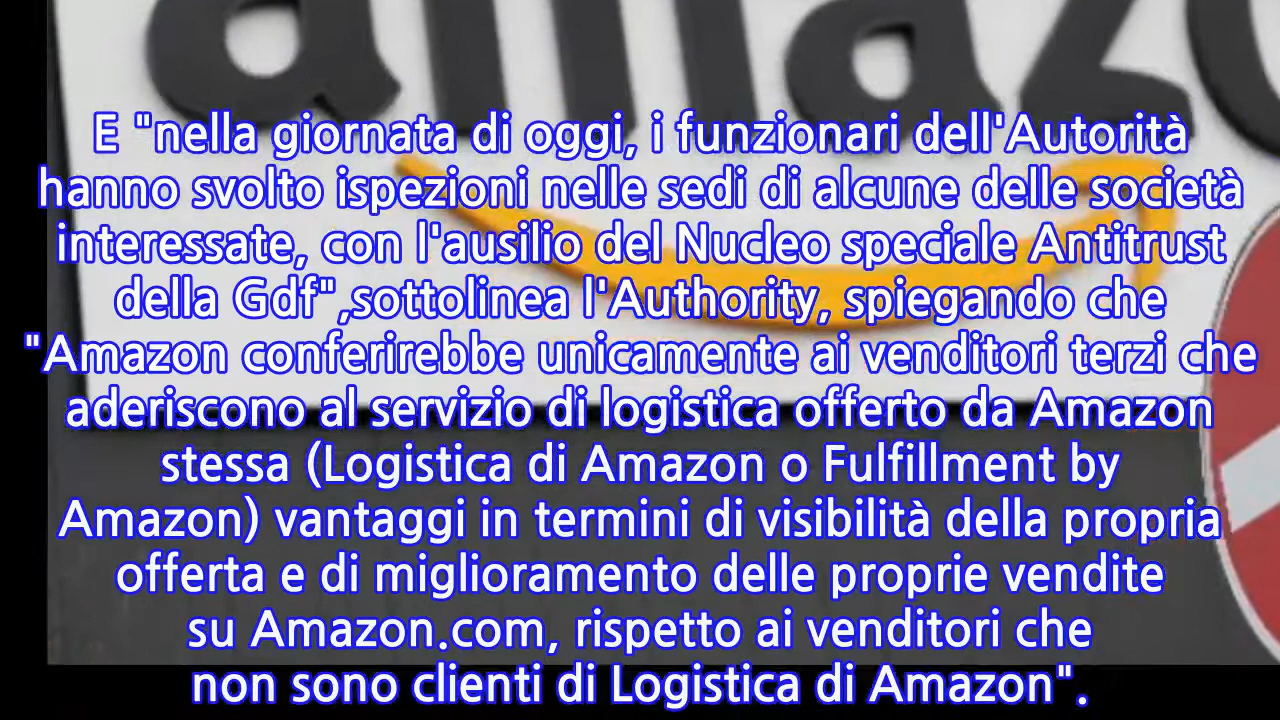 amazo
E "nella giornata di oggi, i funzionari dell'Autorità
hanno svolto ispezioni nelle sedi di alcune delle società
interessate, con l'ausilio del Nucleo speciale Antitrust
della Gdf",sottolinea l'Authority, spiegando che
"Amazon conferirebbe unicamente ai venditori terzi che
aderiscono al servizio di logistica offerto da Amazon
stessa (Logistica di Amazon o Fulfillment by
Amazon) vantaggi in termini di visibilità della propria
offerta e di miglioramento delle proprie vendite
su Amazon.com, rispetto ai venditori che
non sono clienti di Logistica di Amazon".